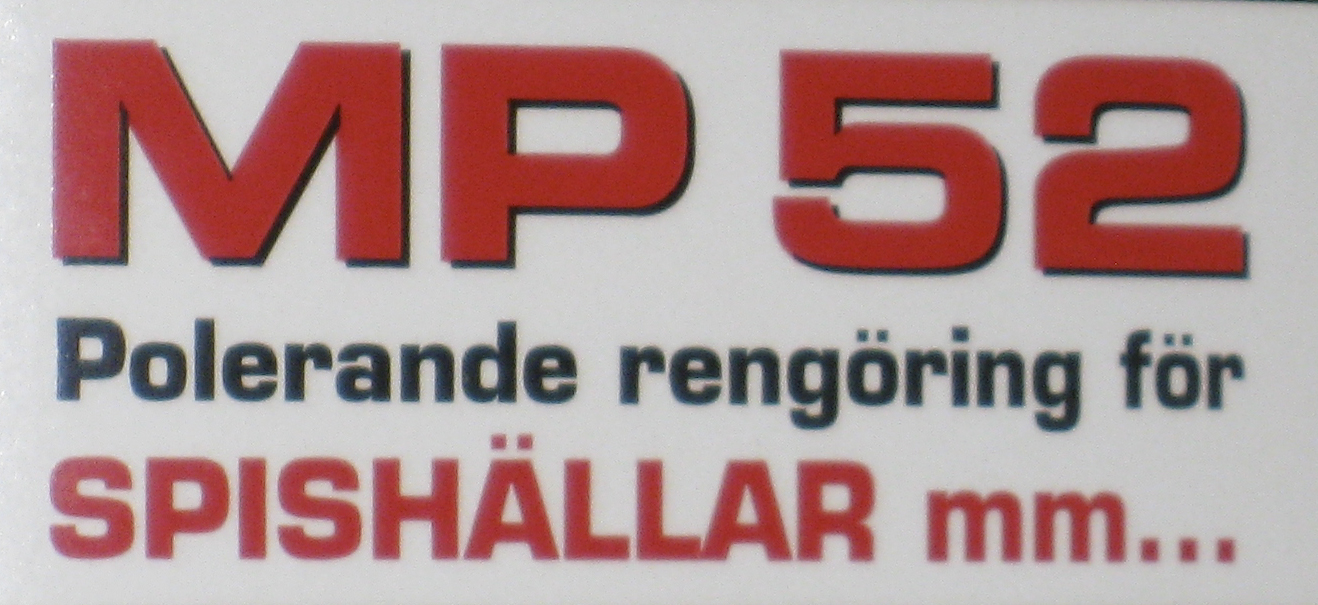 MP 52
Polerande rengöring för
SPISHÄLLAR mm...